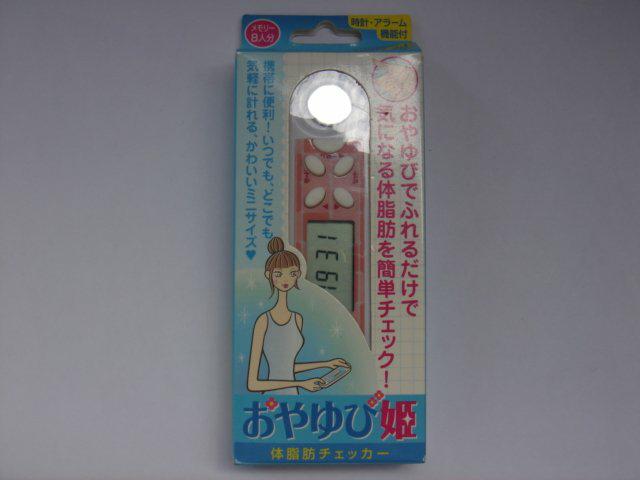 メモリー
8人分
時計・アラーム
機能付
おやゆびでふれるだけで
気になる体脂肪を簡単チェック!
携帯に便利!いつでも、どこでも
気軽に計れる、かわいいミニサイズ♥
おやゆび姫
体脂肪チェッカー